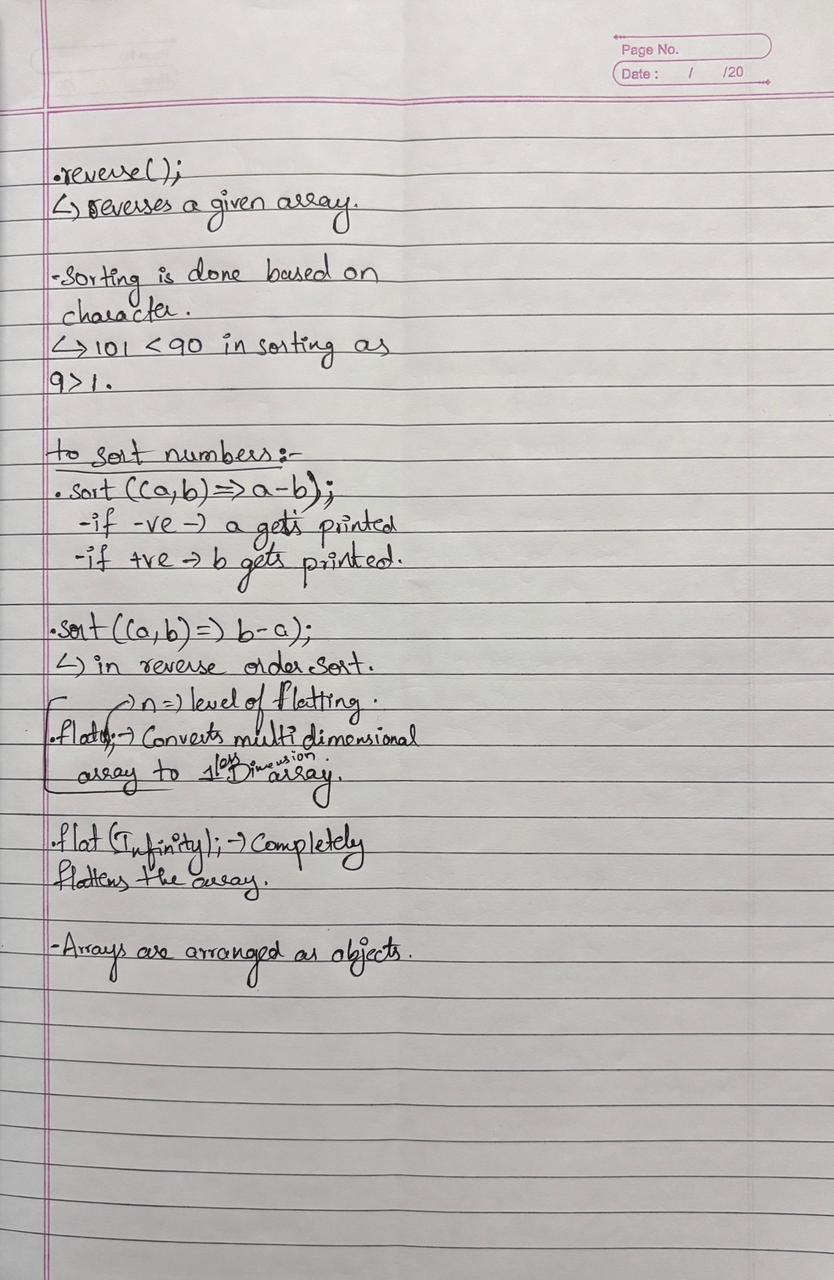 Page No.
Date : / /20
.reverse();
↳ reverses a given array.
-Sorting is done based on
character.
↳ 101 < 90 in sorting as
9>1.
to sort numbers:-
.sort((a,b)=>a-b);
-if -ve → a gets printed
-if +ve → b gets printed.
.sort((a,b)=> b-a);
↳ in reverse order sort.
→ n=) level of flatting.
.flat(); → Converts multi dimensional
array to 1 less Dimension array.
.flat(Infinity); → Completely
flattens the array.
-Arrays are arranged as objects.